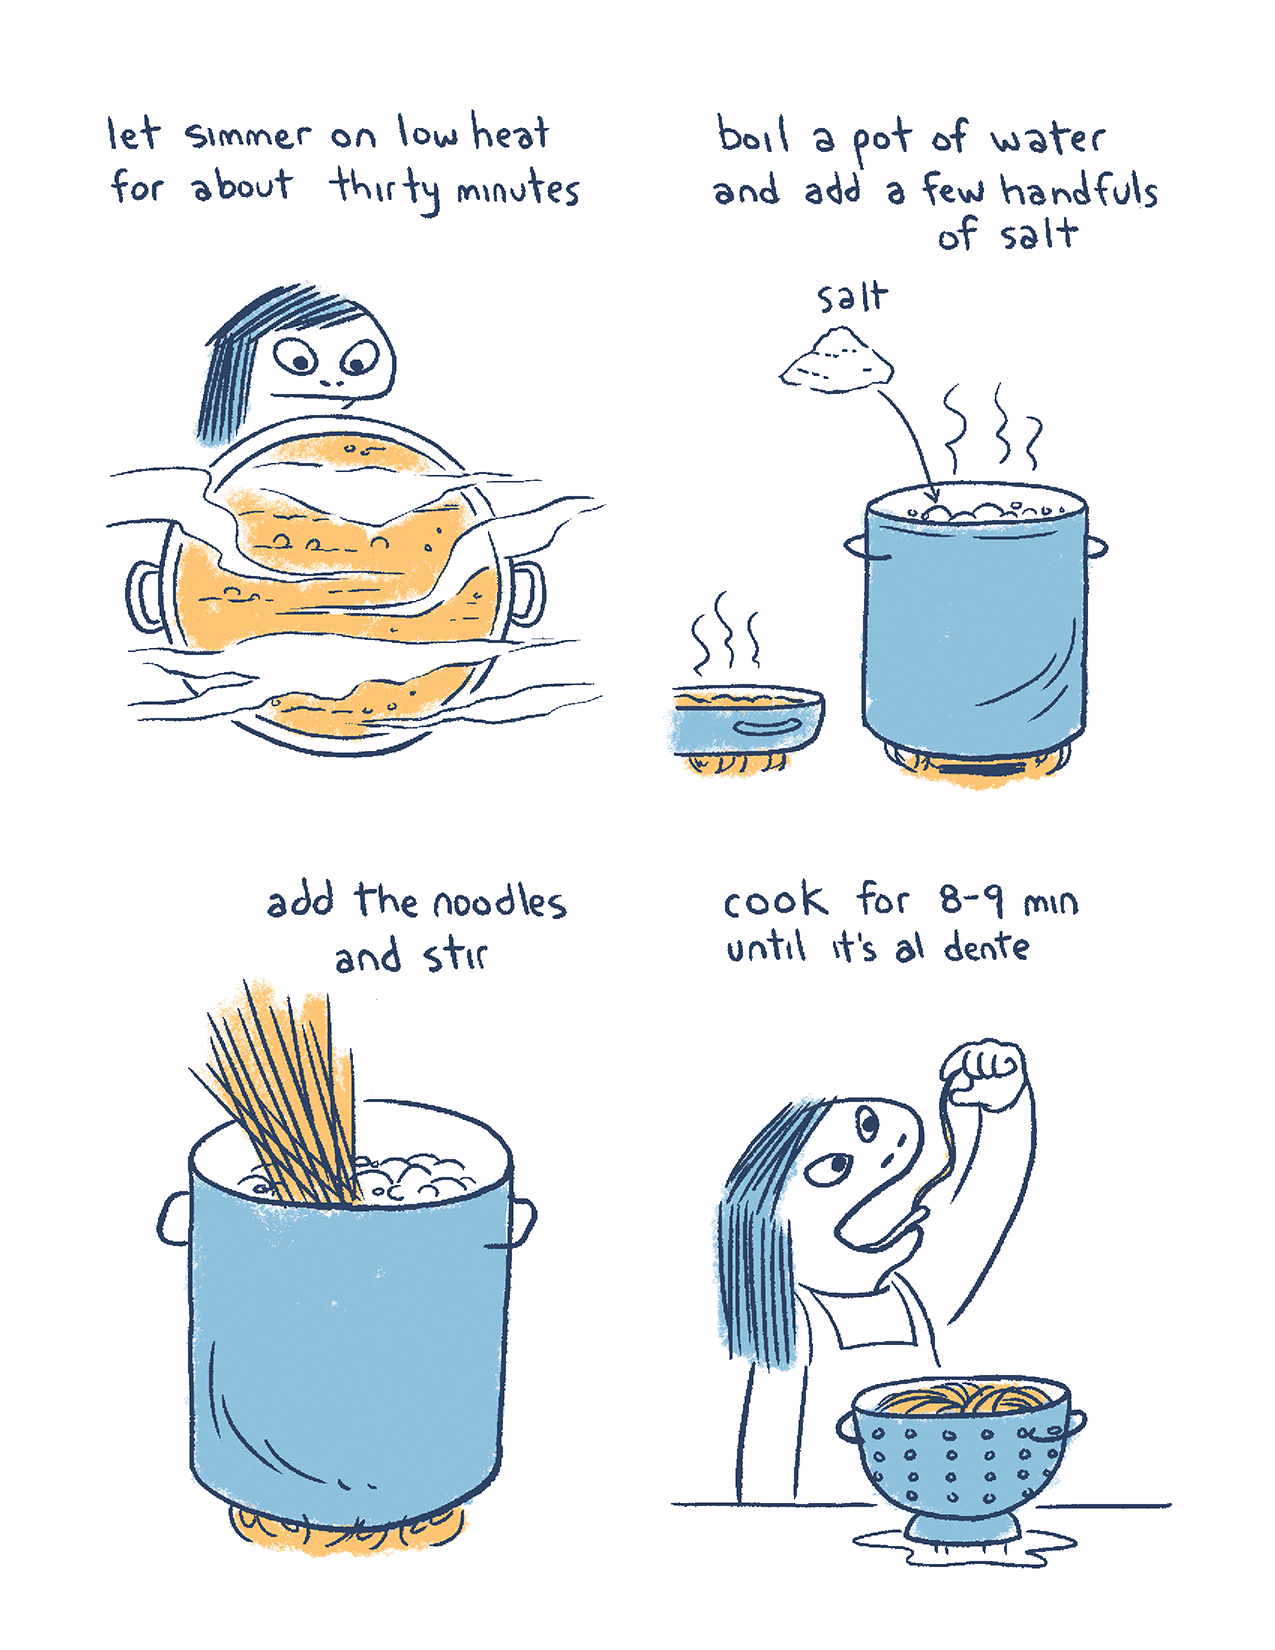 let simmer on low heat
for about thirty minutes
boil a pot of water
and add a few handfuls
of salt
salt
add the noodles
and stir
cook for 8-9 min
until it's al dente